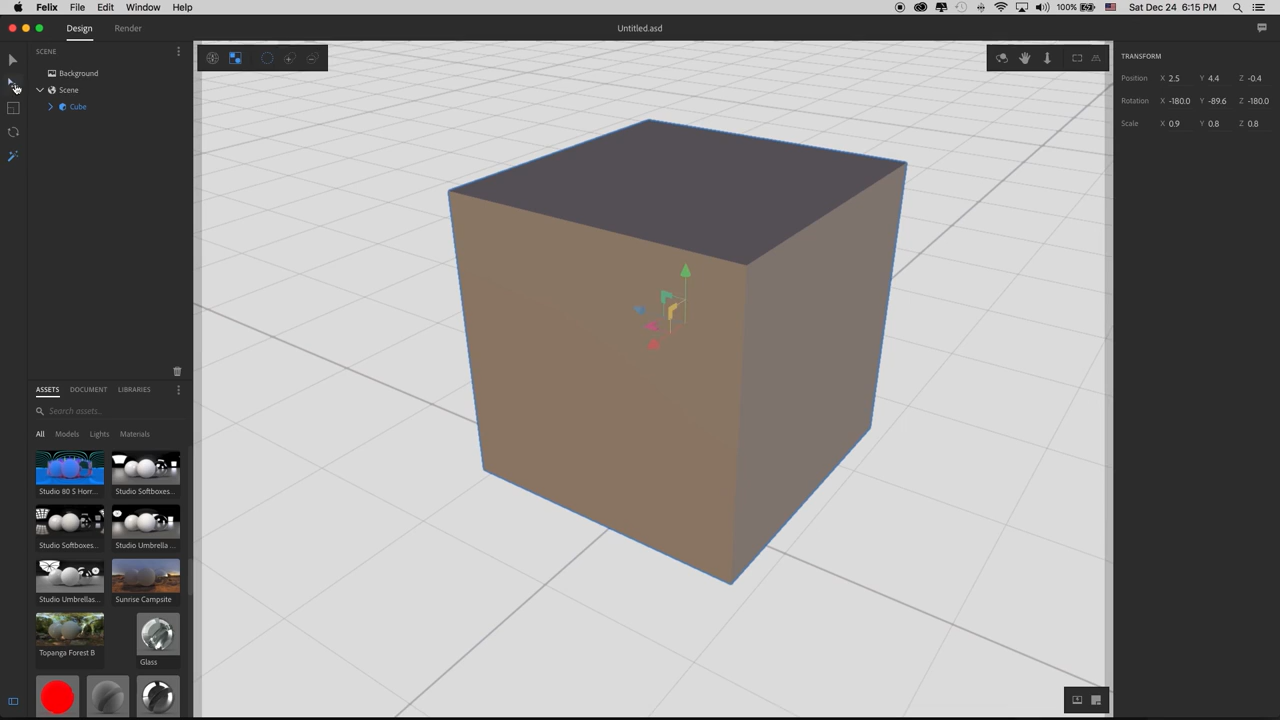 Felix File Edit Window Help 100% Sat Dec 24 6:15 PM
Design Render Untitled.asd
SCENE
Background
Scene
Cube
ASSETS DOCUMENT LIBRARIES
Search assets..
All Models Lights Materials
Studio 80 S Horr... Studio Softboxes...
Studio Softboxes... Studio Umbrella ...
Studio Umbrellas... Sunrise Campsite
Topanga Forest B
Glass
TRANSFORM
Position X 2.5 Y 4.4 Z -0.4
Rotation X -180.0 Y -89.6 Z -180.0
Scale X 0.9 Y 0.8 Z 0.8